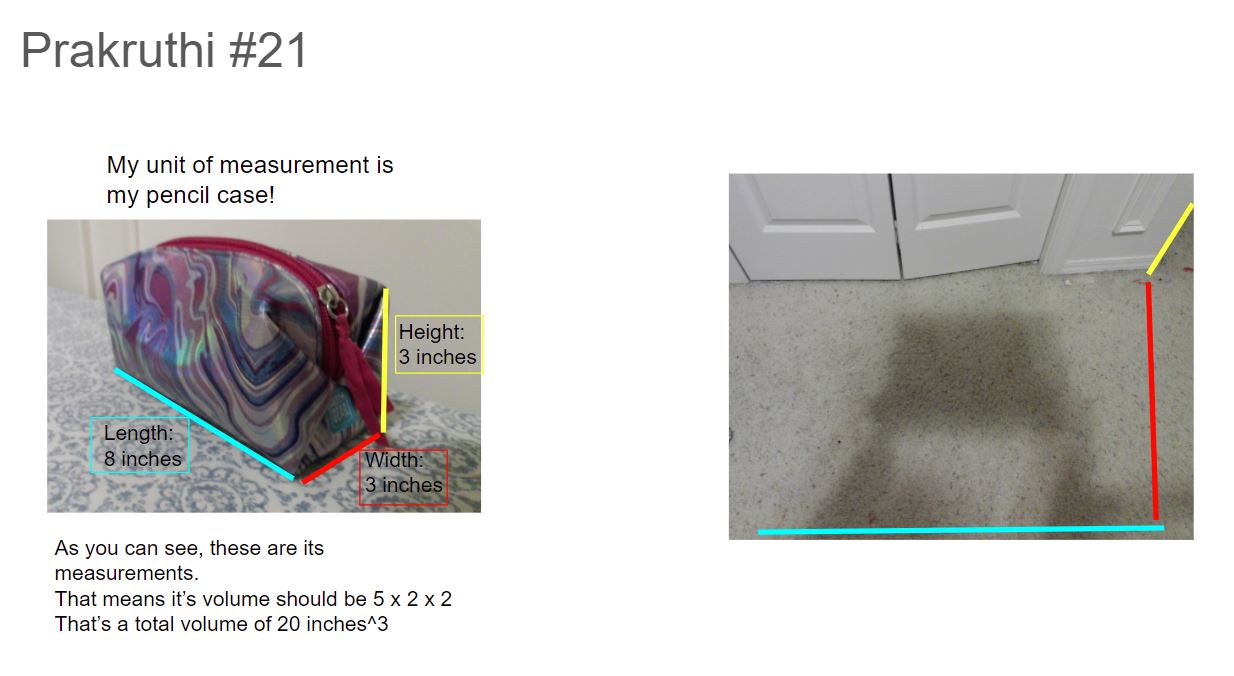 Prakruthi #21
My unit of measurement is
my pencil case!
Height:
3 inches
Length:
8 inches
Width:
3 inches
As you can see, these are its
measurements.
That means it’s volume should be 5 x 2 x 2
That’s a total volume of 20 inches^3